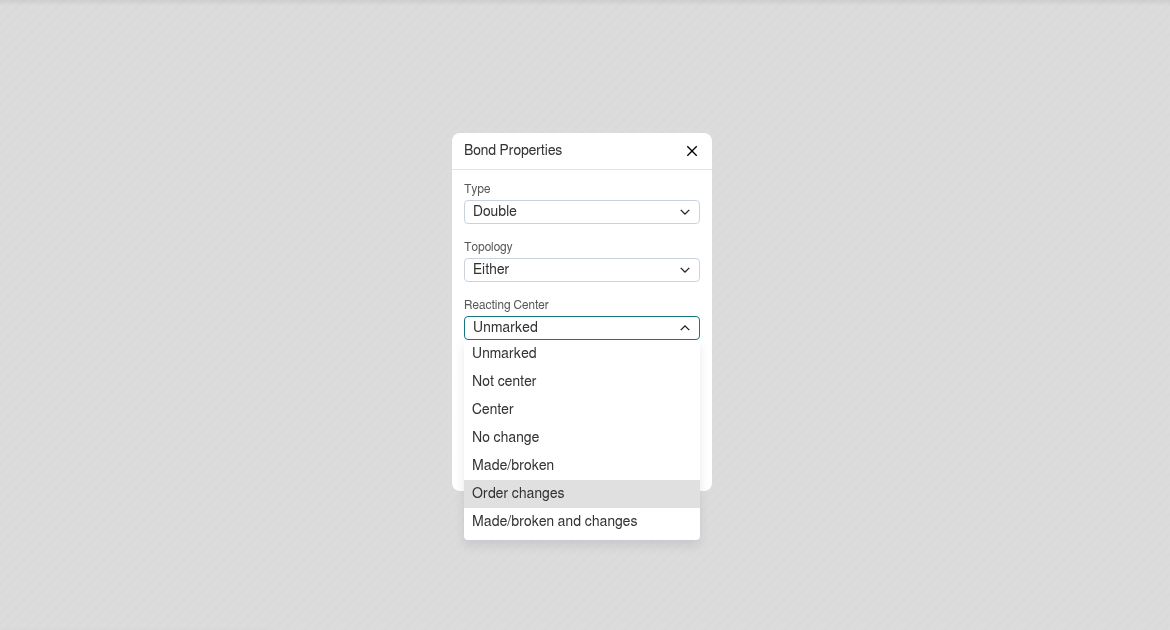 Bond Properties
Type
Double
Topology
Either
Reacting Center
Unmarked
Unmarked
Not center
Center
No change
Made/broken
Order changes
Made/broken and changes